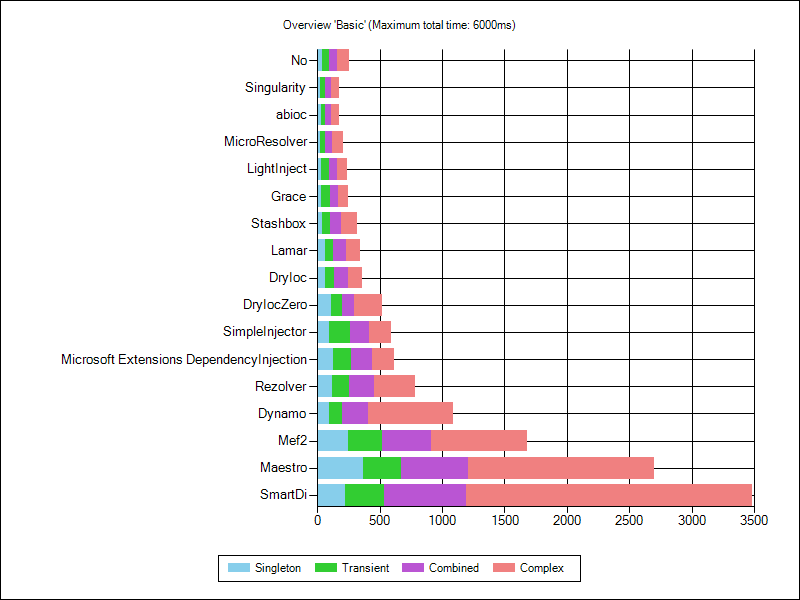 Overview 'Basic' (Maximum total time: 6000ms)
No
Singularity
abioc
MicroResolver
LightInject
Grace
Stashbox
Lamar
DryIoc
DryIocZero
SimpleInjector
Microsoft Extensions DependencyInjection
Rezolver
Dynamo
Mef2
Maestro
SmartDi
0 500 1000 1500 2000 2500 3000 3500
Singleton Transient Combined Complex